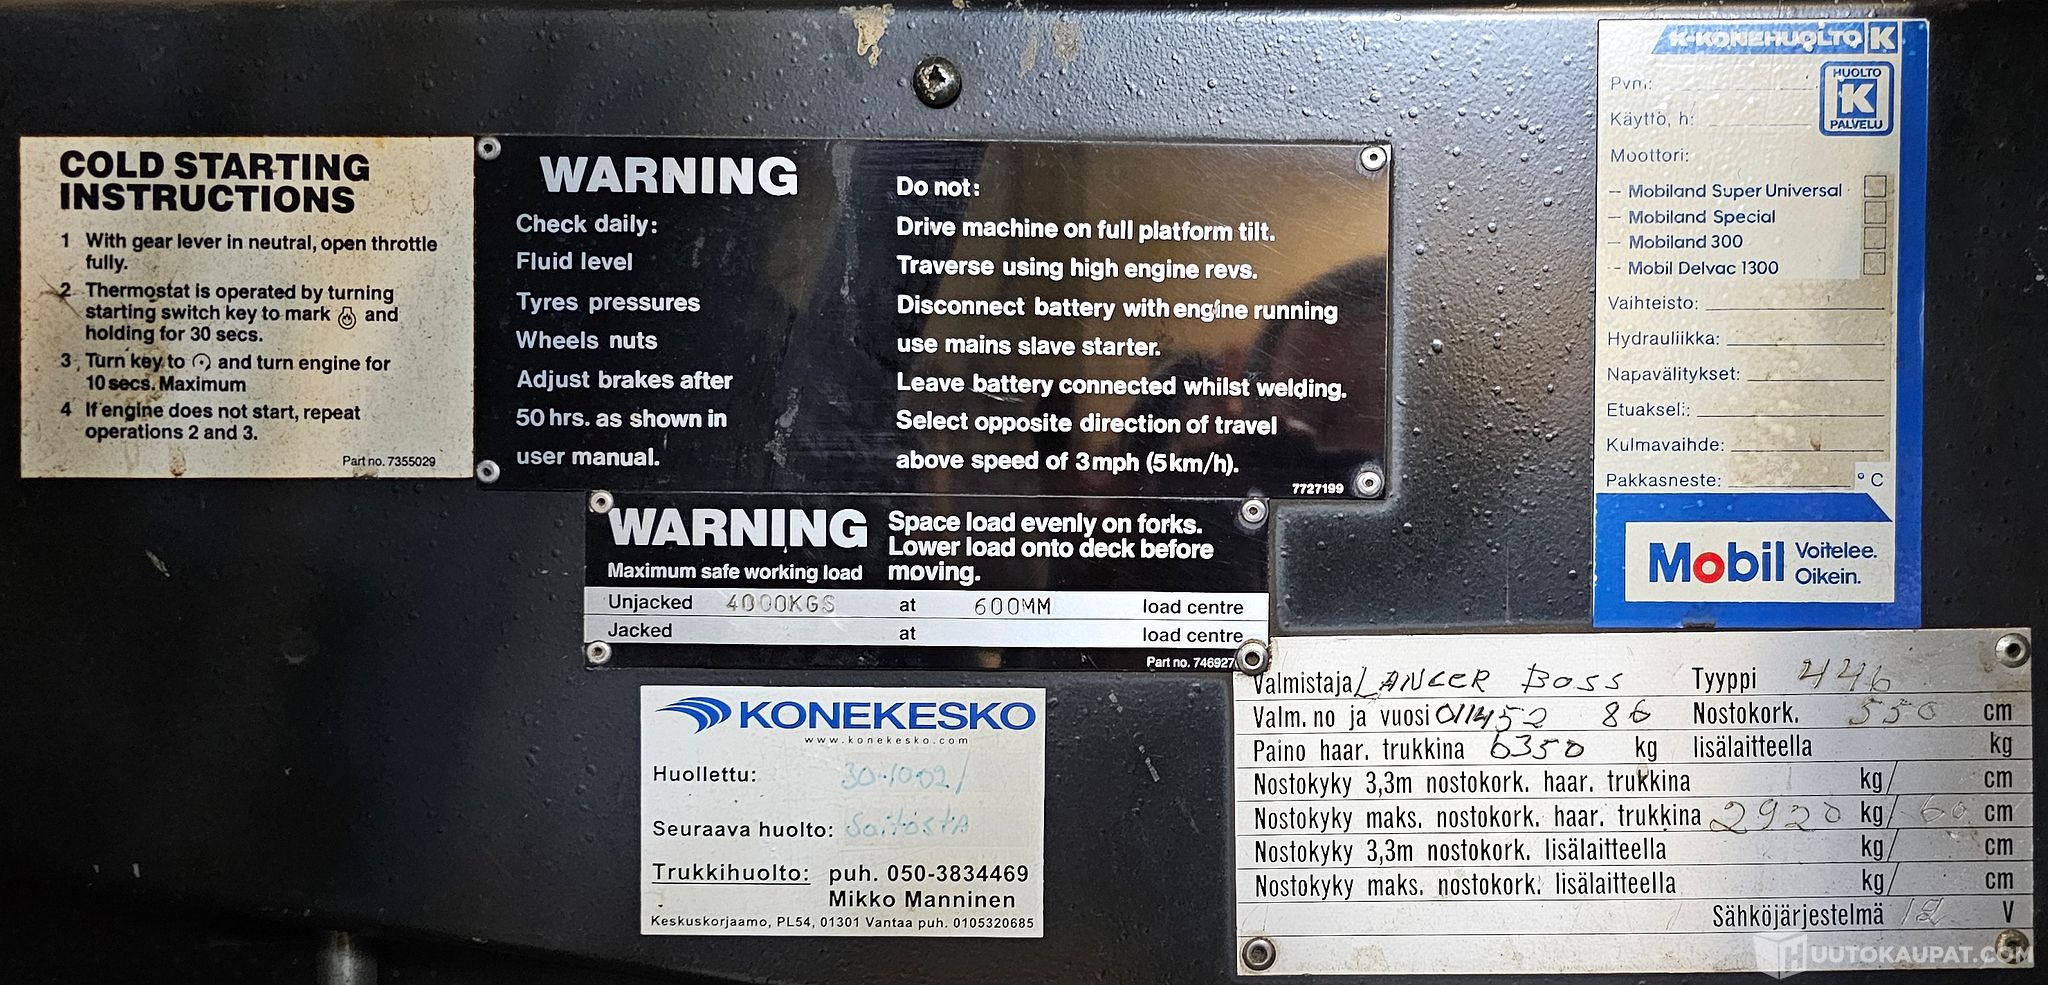 COLD STARTING
INSTRUCTIONS
1 With gear lever in neutral, open throttle
fully.
2 Thermostat is operated by turning
starting switch key to mark and
holding for 30 secs.
3 Turn key to and turn engine for
10 secs. Maximum
4 If engine does not start, repeat
operations 2 and 3.
Part no. 7355029
WARNING
Check daily:
Fluid level
Tyres pressures
Wheels nuts
Adjust brakes after
50 hrs. as shown in
user manual.
Do not:
Drive machine on full platform tilt.
Traverse using high engine revs.
Disconnect battery with engine running
use mains slave starter.
Leave battery connected whilst welding.
Select opposite direction of travel
above speed of 3mph (5km/h).
7727199
WARNING
Maximum safe working load
Space load evenly on forks.
Lower load onto deck before
moving.
Unjacked 4000KGS at 600MM load centre
Jacked at load centre
Part no. 74692
KONEKESKO
www.konekesko.com
Huollettu: 30-10-02/
Seuraava huolto:
Trukkihuolto: puh. 050-3834469
Mikko Manninen
Keskuskorjaamo, PL54, 01301 Vantaa puh. 0105320685
K-KONEHUOLTO K
HUOLTO
K
PALVELU
Pvm:
Käyttö, h:
Moottori:
– Mobiland Super Universal
– Mobiland Special
– Mobiland 300
– Mobil Delvac 1300
Vaihteisto:
Hydrauliikka:
Napavälitykset:
Etuakseli:
Kulmavaihde:
Pakkasneste: °C
Mobil
Voitelee.
Oikein.
Valmistaja LANCER BOSS Tyyppi 446
Valm. no ja vuosi 011452 86 Nostokork. 550 cm
Paino haar. trukkina 6350 kg lisälaitteella kg
Nostokyky 3,3m nostokork. haar. trukkina kg/ cm
Nostokyky maks. nostokork. haar. trukkina 2920 kg/ 60 cm
Nostokyky 3,3m nostokork. lisälaitteella kg/ cm
Nostokyky maks. nostokork. lisälaitteella kg/ cm
Sähköjärjestelmä 12 V
HUUTOKAUPAT.COM